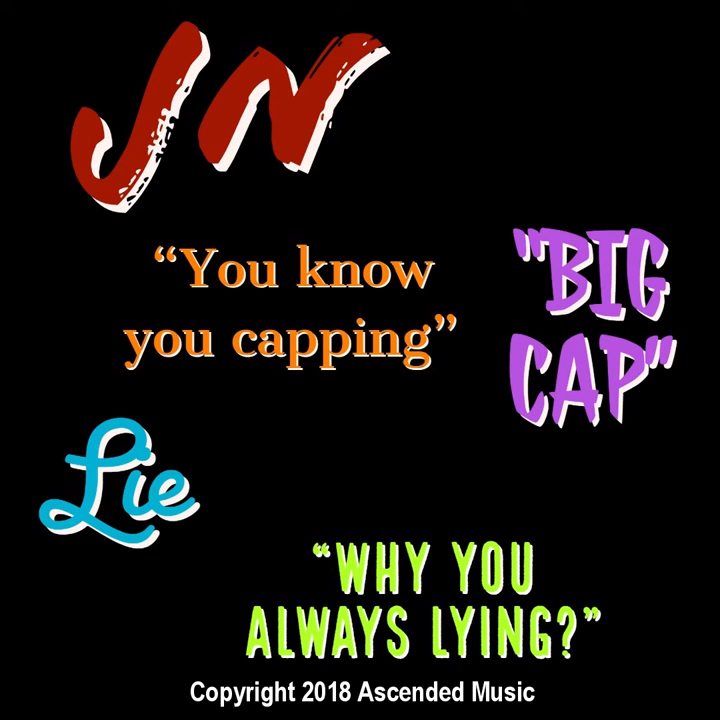 JN
“You know
you capping”
"BIG
CAP"
Lie
“WHY YOU
ALWAYS LYING?”
Copyright 2018 Ascended Music